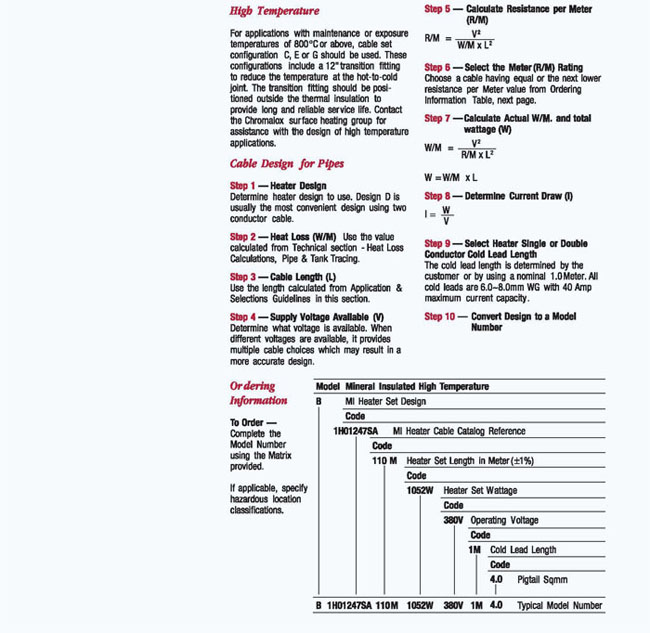 High Temperature
For applications with maintenance or exposure
temperatures of 800°C or above, cable set
configuration C, E or G should be used. These
configurations include a 12" transition fitting
to reduce the temperature at the hot-to-cold
joint. The transition fitting should be posi-
tioned outside the thermal insulation to
provide long and reliable service life. Contact
the Chromalox surface heating group for
assistance with the design of high temperature
applications.
Cable Design for Pipes
Step 1 — Heater Design
Determine heater design to use. Design D is
usually the most convenient design using two
conductor cable.
Step 2 — Heat Loss (W/M) Use the value
calculated from Technical section - Heat Loss
Calculations, Pipe & Tank Tracing.
Step 3 — Cable Length (L)
Use the length calculated from Application &
Selections Guidelines in this section.
Step 4 — Supply Voltage Available (V)
Determine what voltage is available. When
different voltages are available, it provides
multiple cable choices which may result in a
more accurate design.
Step 5 — Calculate Resistance per Meter
(R/M)
R/M = V²
W/M x L²
Step 6 — Select the Meter (R/M) Rating
Choose a cable having equal or the next lower
resistance per Meter value from Ordering
Information Table, next page.
Step 7 — Calculate Actual W/M. and total
wattage (W)
W/M = V²
R/M x L²
W = W/M x L
Step 8 — Determine Current Draw (I)
I = W
V
Step 9 — Select Heater Single or Double
Conductor Cold Lead Length
The cold lead length is determined by the
customer or by using a nominal 1.0 Meter. All
cold leads are 6.0~8.0mm WG with 40 Amp
maximum current capacity.
Step 10 — Convert Design to a Model
Number
Ordering
Information
To Order —
Complete the
Model Number
using the Matrix
provided.
If applicable, specify
hazardous location
classifications.
Model Mineral Insulated High Temperature
B MI Heater Set Design
Code
1H01247SA MI Heater Cable Catalog Reference
Code
110 M Heater Set Length in Meter (±1%)
Code
1052W Heater Set Wattage
Code
380V Operating Voltage
Code
1M Cold Lead Length
Code
4.0 Pigtail Sqmm
B 1H01247SA 110M 1052W 380V 1M 4.0 Typical Model Number